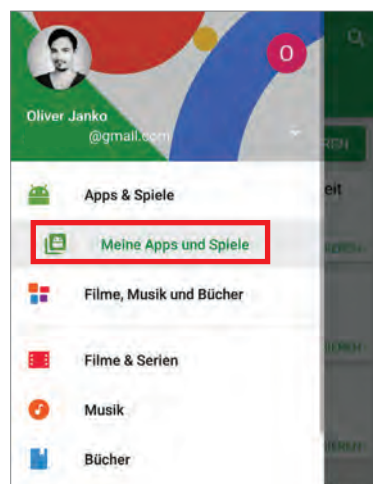 O
Oliver Janko
@gmail.com
Apps & Spiele
Meine Apps und Spiele
Filme, Musik und Bücher
Filme & Serien
Musik
Bücher